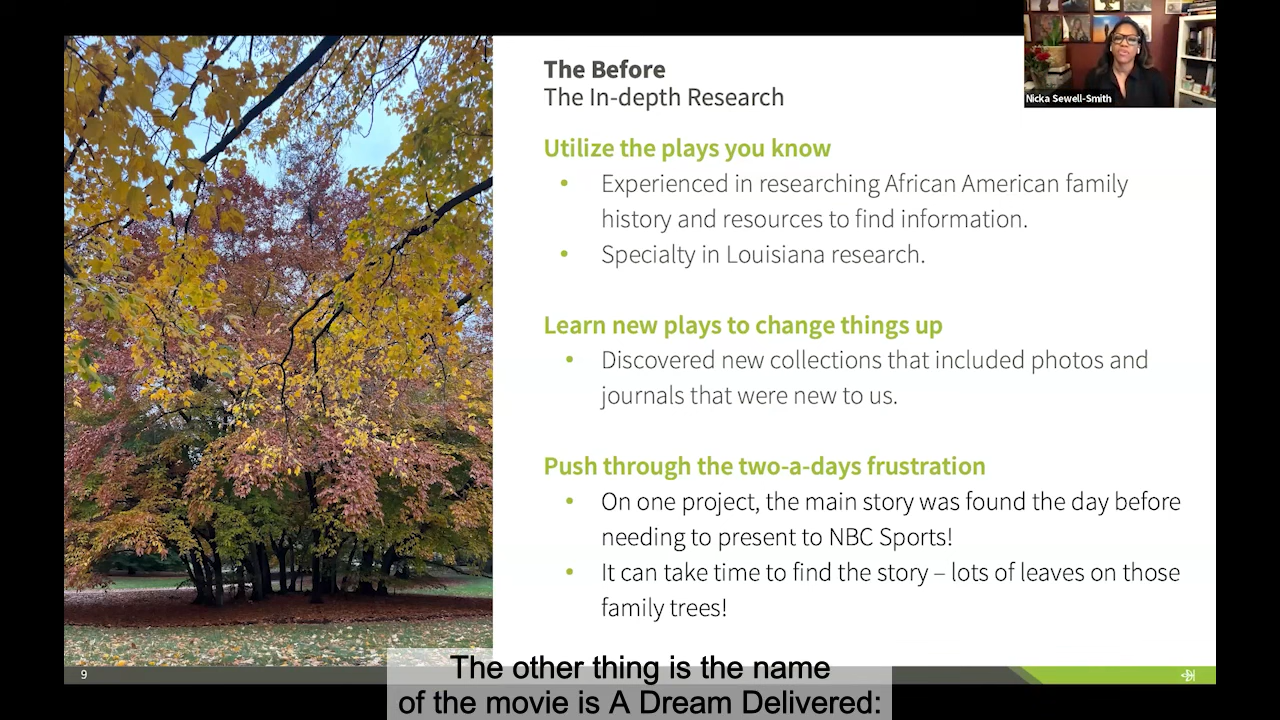 The Before
The In-depth Research
Nicka Sewell-Smith
Utilize the plays you know
• Experienced in researching African American family
history and resources to find information.
• Specialty in Louisiana research.
Learn new plays to change things up
• Discovered new collections that included photos and
journals that were new to us.
Push through the two-a-days frustration
• On one project, the main story was found the day before
needing to present to NBC Sports!
• It can take time to find the story – lots of leaves on those
family trees!
9
The other thing is the name
of the movie is A Dream Delivered: